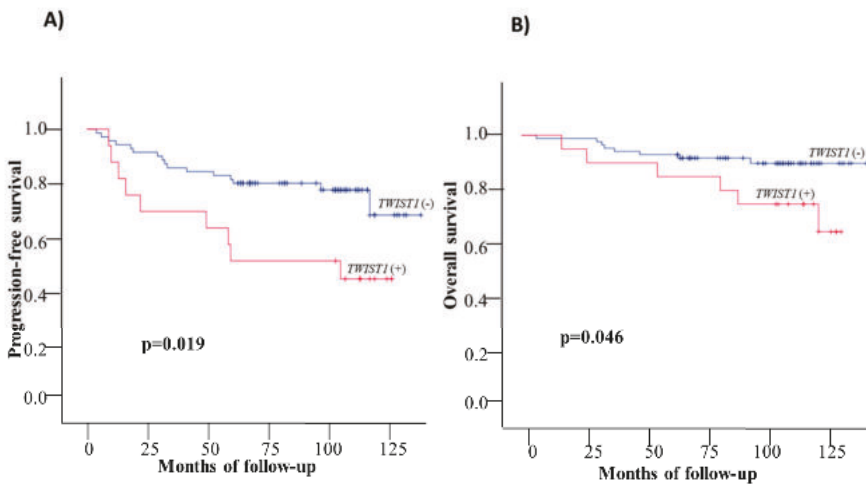 A)
Progression-free survival
1.0
0.8
0.6
0.4
0.2
0.0
TWIST1 (-)
TWIST1 (+)
p=0.019
0 25 50 75 100 125
Months of follow-up
B)
Overall survival
1.0
0.8
0.6
0.4
0.2
0.0
TWIST1 (-)
TWIST1 (+)
p=0.046
0 25 50 75 100 125
Months of follow-up